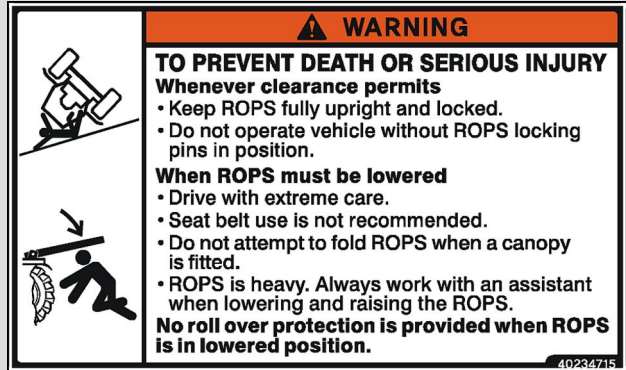 WARNING
TO PREVENT DEATH OR SERIOUS INJURY
Whenever clearance permits
• Keep ROPS fully upright and locked.
• Do not operate vehicle without ROPS locking
pins in position.
When ROPS must be lowered
• Drive with extreme care.
• Seat belt use is not recommended.
• Do not attempt to fold ROPS when a canopy
is fitted.
• ROPS is heavy. Always work with an assistant
when lowering and raising the ROPS.
No roll over protection is provided when ROPS
is in lowered position.
40234715